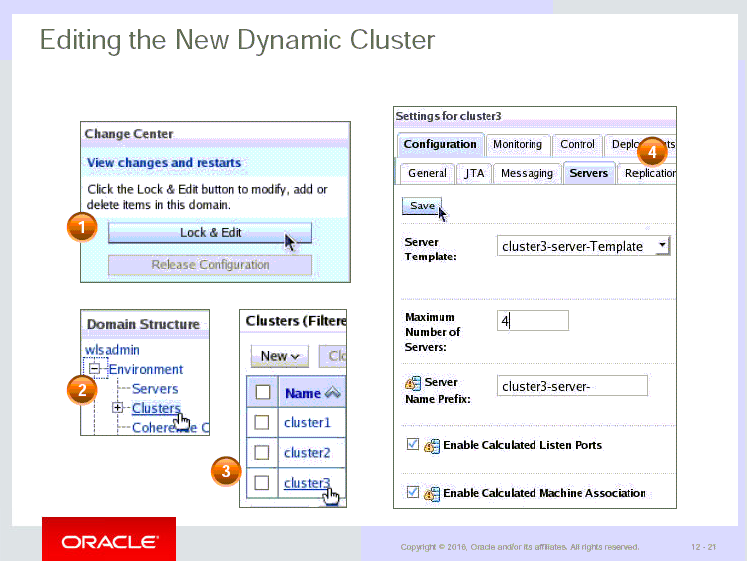 Editing the New Dynamic Cluster
Change Center
View changes and restarts
Click the Lock & Edit button to modify, add or
delete items in this domain.
1
Lock & Edit
Release Configuration
Domain Structure
wlsadmin
Environment
2
Servers
Clusters
Coherence C
Clusters (Filtere
New
Clo
Name
cluster1
cluster2
3
cluster3
Settings for cluster3
Configuration Monitoring Control
4
General JTA Messaging Servers Replication
Save
Server
Template:
cluster3-server-Template
Maximum
Number of
Servers:
4
Server
Name Prefix:
cluster3-server-
Enable Calculated Listen Ports
Enable Calculated Machine Association
ORACLE
Copyright © 2016, Oracle and/or its affiliates. All rights reserved.
12 - 21